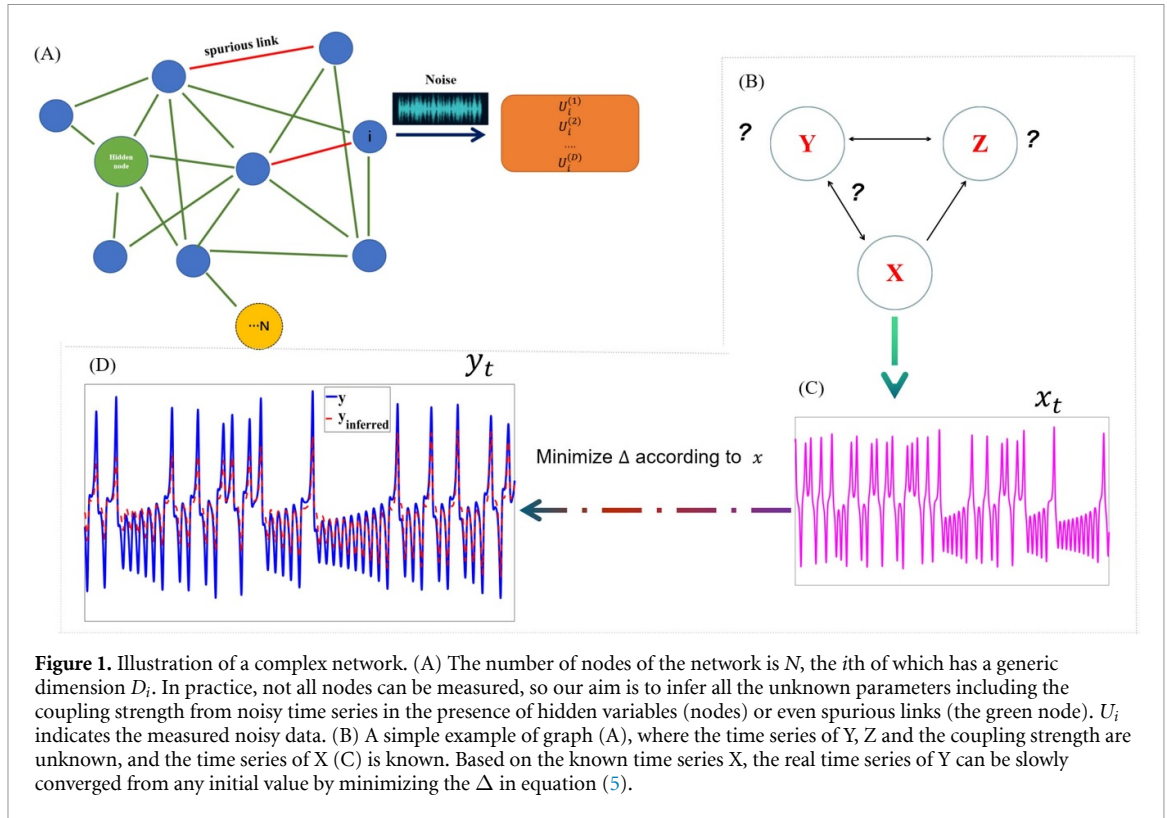 (A)
spurious link
Noise
i
U_i^{(1)}
U_i^{(2)}
....
U_i^{(D)}
Hidden
node
...N
(B)
?
Y
Z
?
?
X
(C)
x_t
(D)
y_t
y
y_inferred
Minimize Δ according to x
Figure 1. Illustration of a complex network. (A) The number of nodes of the network is N, the ith of which has a generic
dimension D_i. In practice, not all nodes can be measured, so our aim is to infer all the unknown parameters including the
coupling strength from noisy time series in the presence of hidden variables (nodes) or even spurious links (the green node). U_i
indicates the measured noisy data. (B) A simple example of graph (A), where the time series of Y, Z and the coupling strength are
unknown, and the time series of X (C) is known. Based on the known time series X, the real time series of Y can be slowly
converged from any initial value by minimizing the Δ in equation (5).